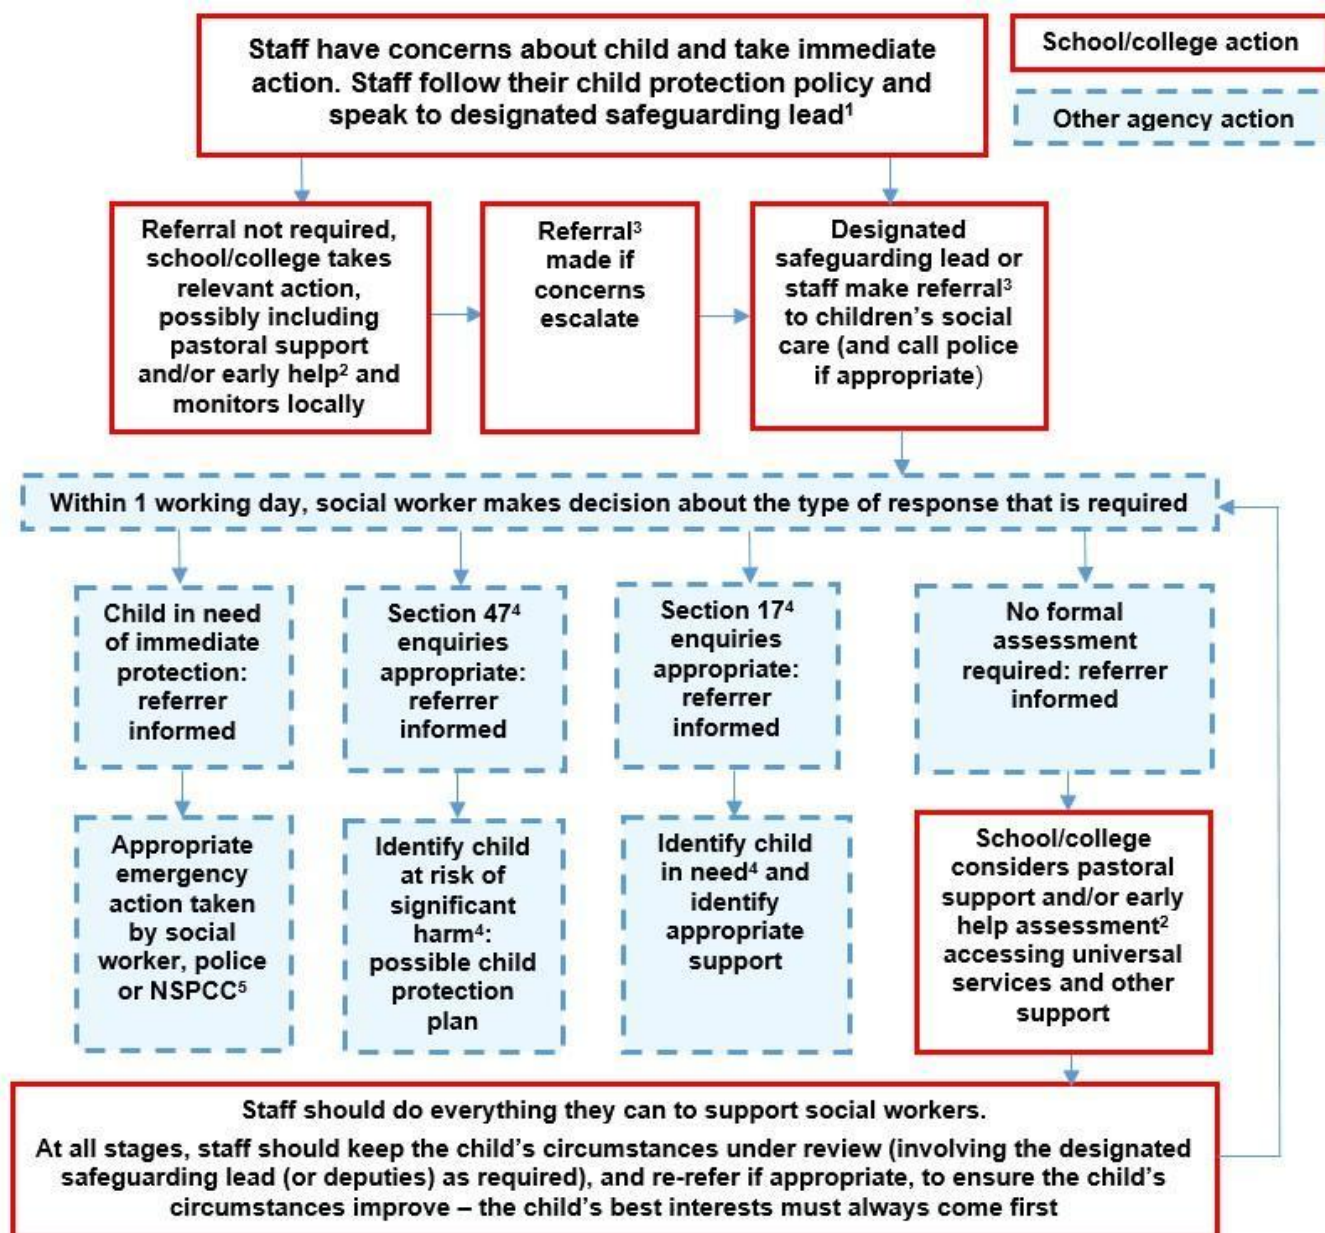 Staff have concerns about child and take immediate
action. Staff follow their child protection policy and
speak to designated safeguarding lead¹
School/college action
Other agency action
Referral not required,
school/college takes
relevant action,
possibly including
pastoral support
and/or early help² and
monitors locally
Referral³
made if
concerns
escalate
Designated
safeguarding lead or
staff make referral³
to children's social
care (and call police
if appropriate)
Within 1 working day, social worker makes decision about the type of response that is required
Child in need
of immediate
protection:
referrer
informed
Section 47⁴
enquiries
appropriate:
referrer
informed
Section 17⁴
enquiries
appropriate:
referrer
informed
No formal
assessment
required: referrer
informed
Appropriate
emergency
action taken
by social
worker, police
or NSPCC⁵
Identify child
at risk of
significant
harm⁴:
possible child
protection
plan
Identify child
in need⁴ and
identify
appropriate
support
School/college
considers pastoral
support and/or early
help assessment²
accessing universal
services and other
support
Staff should do everything they can to support social workers.
At all stages, staff should keep the child's circumstances under review (involving the designated
safeguarding lead (or deputies) as required), and re-refer if appropriate, to ensure the child's
circumstances improve – the child's best interests must always come first